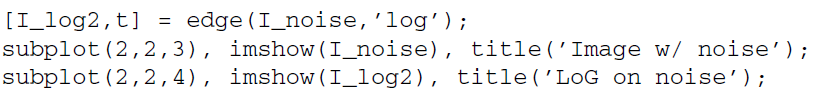 [I_log2,t] = edge(I_noise,’log’);
subplot(2,2,3), imshow(I_noise), title(’Image w/ noise’);
subplot(2,2,4), imshow(I_log2), title(’LoG on noise’);